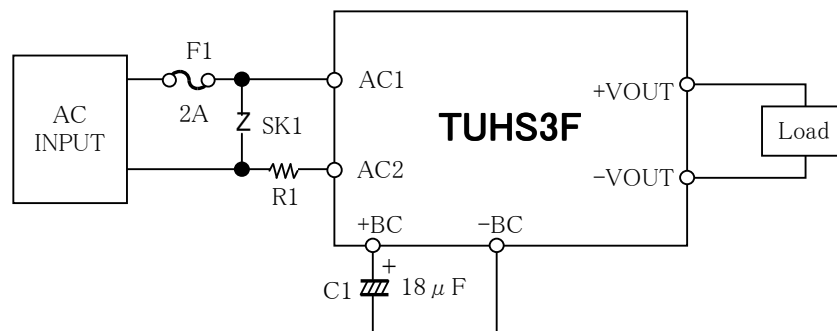 F1
AC
INPUT
2A
SK1
R1
AC1
AC2
TUHS3F
+VOUT
−VOUT
Load
+BC
−BC
+
C1
18μF